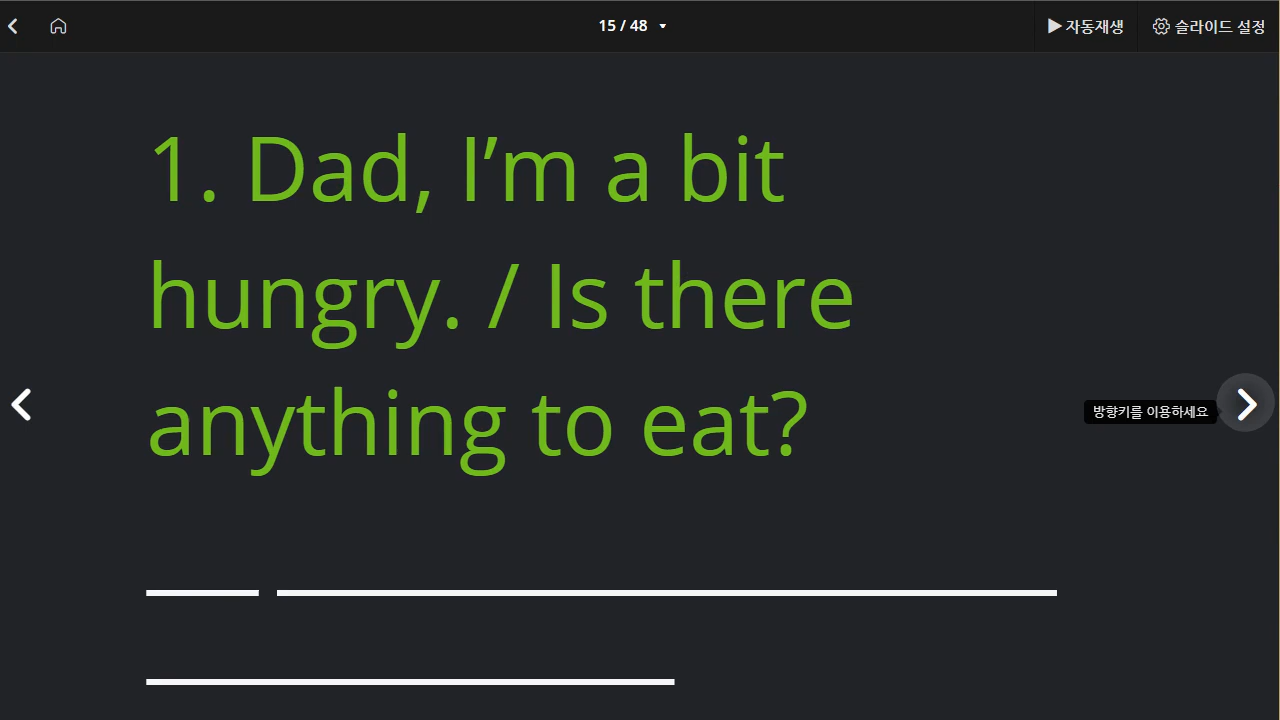 15 / 48
자동재생
슬라이드 설정
1. Dad, I’m a bit
hungry. / Is there
anything to eat?
방향키를 이용하세요